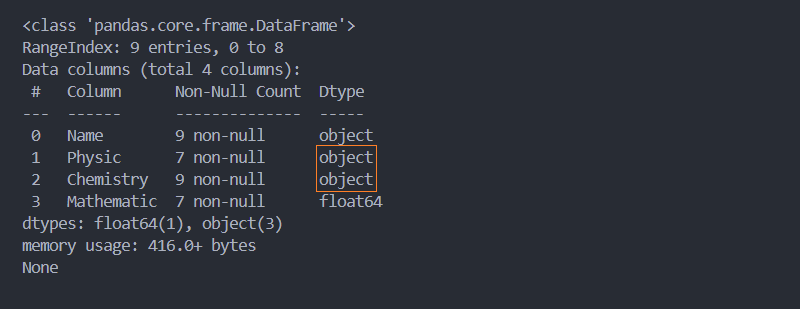 <class 'pandas.core.frame.DataFrame'>
RangeIndex: 9 entries, 0 to 8
Data columns (total 4 columns):
 #   Column      Non-Null Count  Dtype
---  ------      --------------  -----
 0   Name        9 non-null      object
 1   Physic      7 non-null      object
 2   Chemistry   9 non-null      object
 3   Mathematic  7 non-null      float64
dtypes: float64(1), object(3)
memory usage: 416.0+ bytes
None